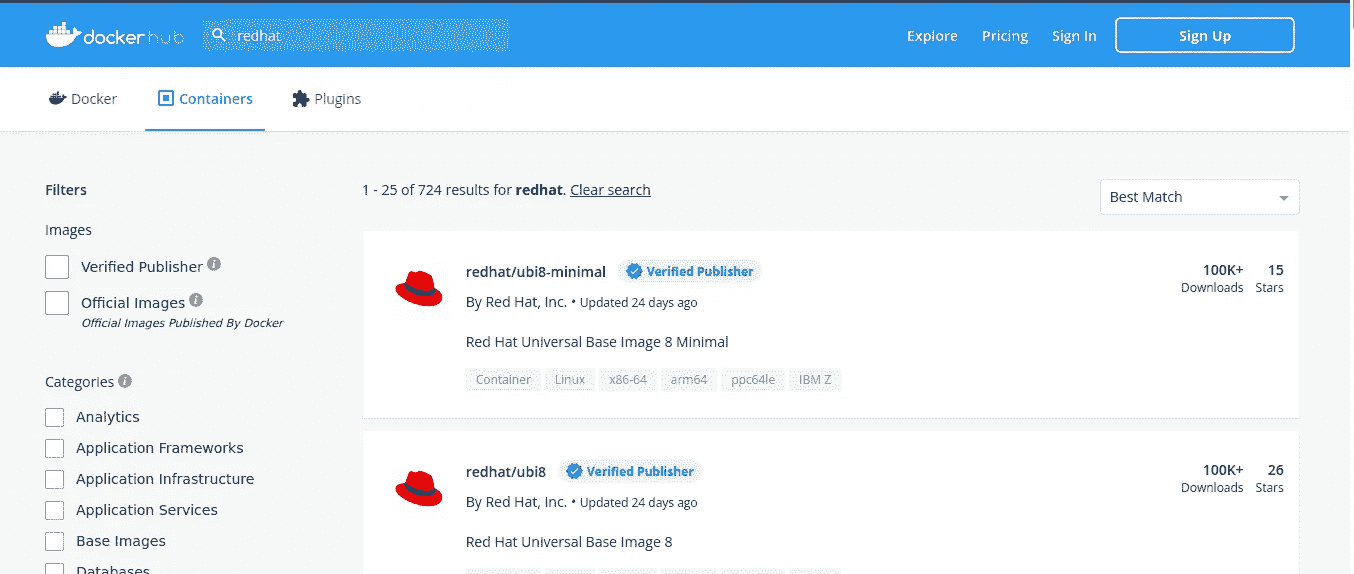 docker hub redhat Explore Pricing Sign In Sign Up
Docker Containers Plugins
Filters
1 - 25 of 724 results for redhat. Clear search
Best Match
Images
Verified Publisher i
Official Images i
Official Images Published By Docker
Categories i
Analytics
Application Frameworks
Application Infrastructure
Application Services
Base Images
Databases
redhat/ubi8-minimal Verified Publisher
100K+ 15
By Red Hat, Inc. • Updated 24 days ago
Downloads Stars
Red Hat Universal Base Image 8 Minimal
Container Linux x86-64 arm64 ppc64le IBM Z
redhat/ubi8 Verified Publisher
100K+ 26
By Red Hat, Inc. • Updated 24 days ago
Downloads Stars
Red Hat Universal Base Image 8